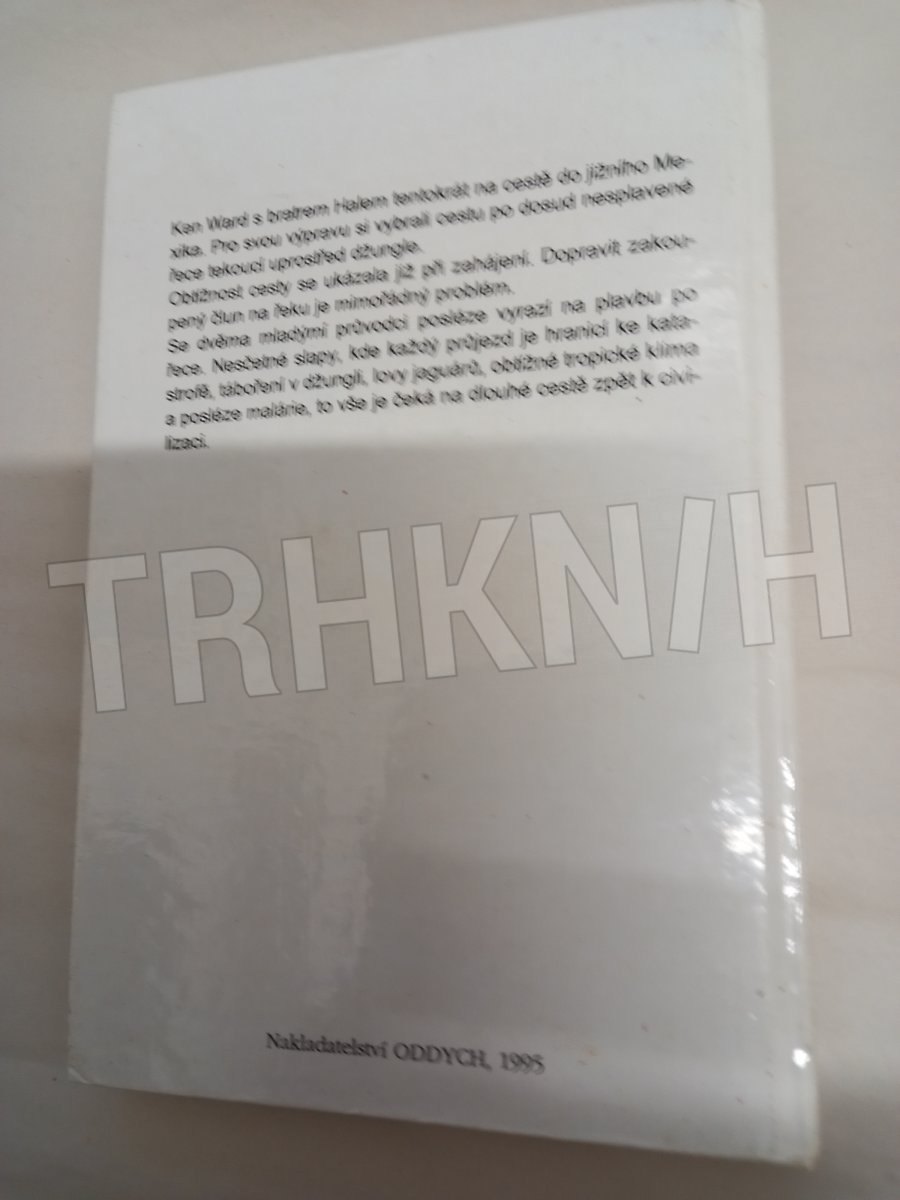 Ken Ward s bratrem Halem tentokrát na cestě do jižního Me-
xika. Pro svou výpravu si vybrali cestu po dosud nesplavené
řece tekoucí uprostřed džungle.
Obtížnost cesty se ukázala již při zahájení. Dopravit zakou-
pený člun na řeku je mimořádný problém.
Se dvěma mladými průvodci posléze vyrazí na plavbu po
řece. Nesčetné slapy, kde každý průjezd je hranicí ke kata-
strofě, táboření v džungli, lovy jaguárů, obtížné tropické klima
a posléze malárie, to vše je čeká na dlouhé cestě zpět k civi-
lizaci.
TRHKNIH
Nakladatelství ODDYCH, 1995